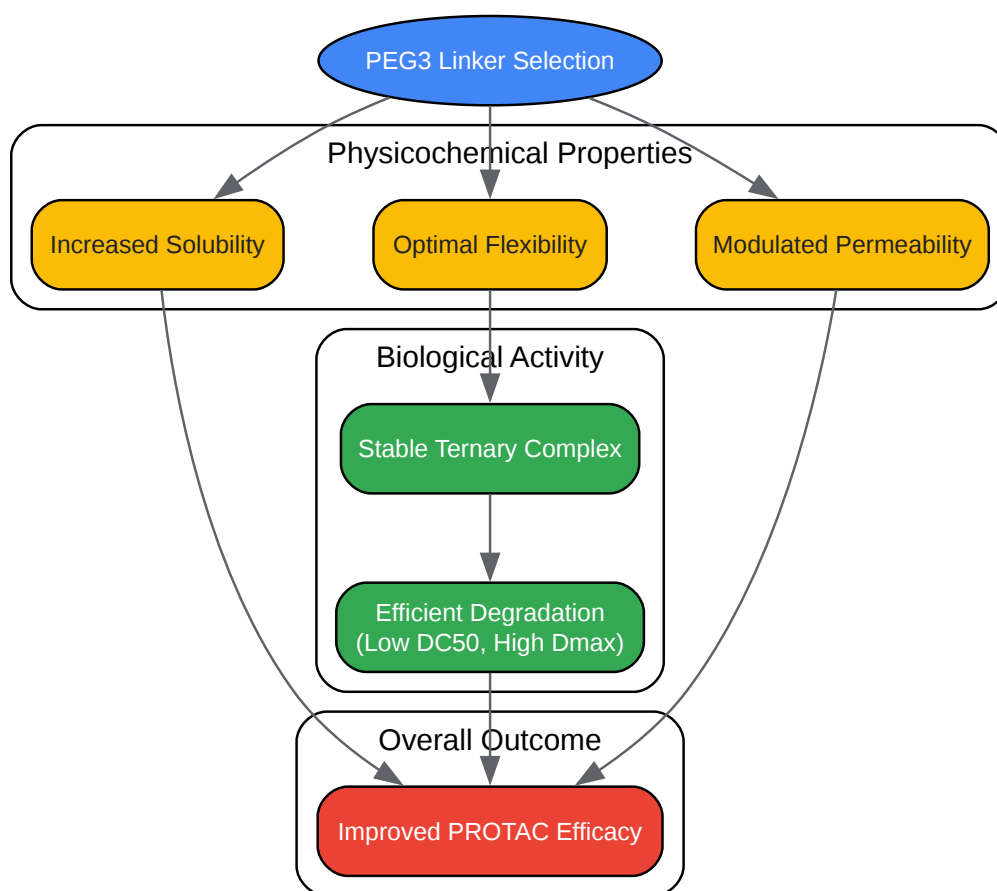 PEG3 Linker Selection
Physicochemical Properties
Increased Solubility
Optimal Flexibility
Modulated Permeability
Biological Activity
Stable Ternary Complex
Efficient Degradation
(Low DC50, High Dmax)
Overall Outcome
Improved PROTAC Efficacy